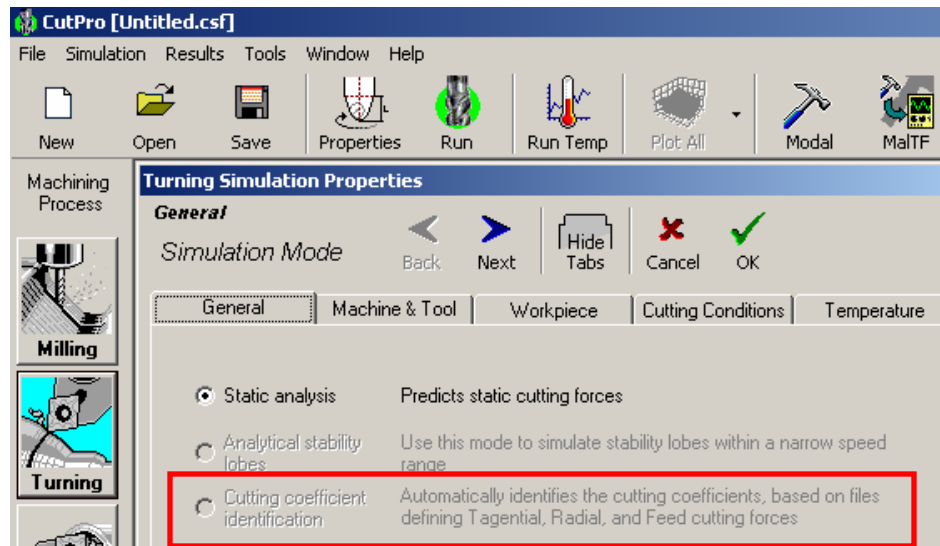 CutPro [Untitled.csf]
File Simulation Results Tools Window Help
New Open Save Properties Run Run Temp Plot All Modal MalTF
Machining
Process
Turning Simulation Properties
General
Simulation Mode
Back Next Hide
Tabs Cancel OK
General Machine & Tool Workpiece Cutting Conditions Temperature
Milling
Static analysis Predicts static cutting forces
Analytical stability Use this mode to simulate stability lobes within a narrow speed
lobes range
Turning
Cutting coefficient Automatically identifies the cutting coefficients, based on files
identification defining Tagential, Radial, and Feed cutting forces